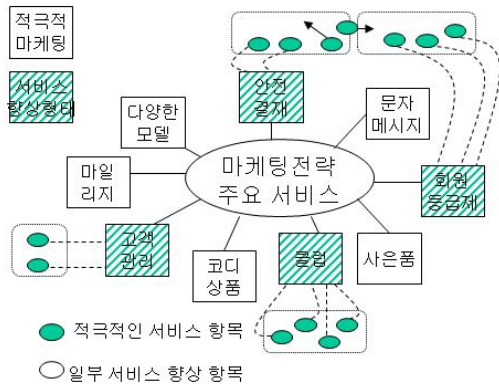 적극적
마케팅
서비스
향상형태
안전
결재
문자
메시지
다양한
모델
마일
리지
마케팅전략
주요 서비스
회원
등급제
고객
관리
코디
상품
클럽
사은품
적극적인 서비스 항목
일부 서비스 향상 항목